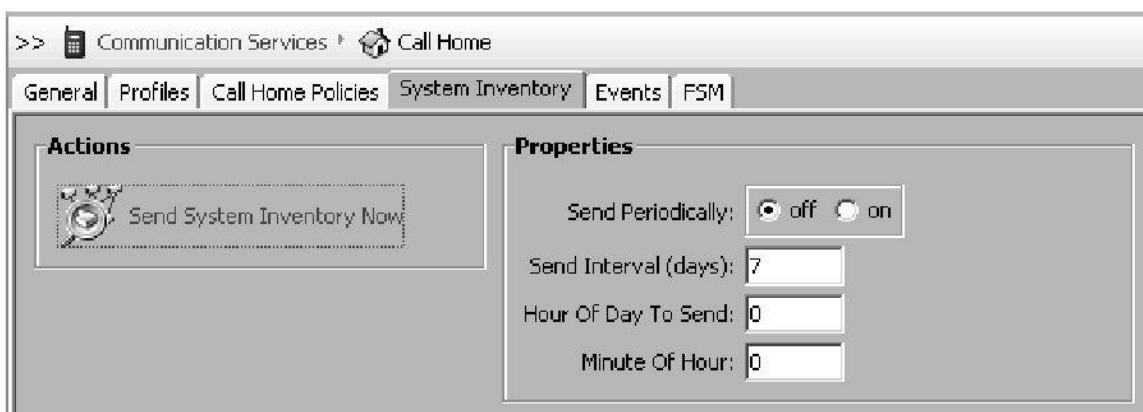 >> Communication Services Call Home
General Profiles Call Home Policies System Inventory Events FSM
Actions
Send System Inventory Now
Properties
Send Periodically: off on
Send Interval (days): 7
Hour Of Day To Send: 0
Minute Of Hour: 0